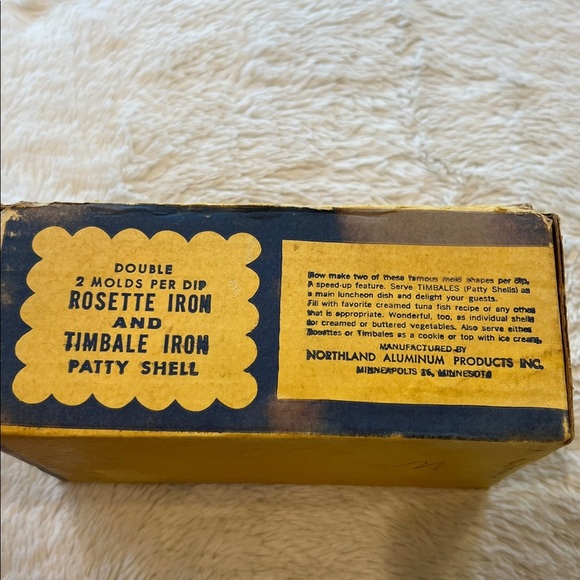 DOUBLE
2 MOLDS PER DIP
ROSETTE IRON
AND
TIMBALE IRON
PATTY SHELL
Now make two of these famous mold shapes per dip.
A speed-up feature. Serve TIMBALES (Patty Shells) as
a main luncheon dish and delight your guests.
Fill with favorite creamed tuna fish recipe or any other
that is appropriate. Wonderful, too, as individual shells
for creamed or buttered vegetables. Also serve either
Rosettes or Timbales as a cookie or top with ice cream.
MANUFACTURED BY
NORTHLAND ALUMINUM PRODUCTS INC.
MINNEAPOLIS 16, MINNESOTA